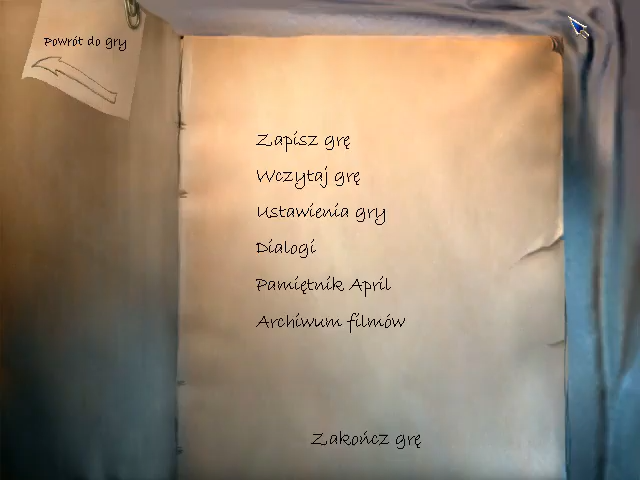 Powrót do gry
Zapisz grę
Wczytaj grę
Ustawienia gry
Dialogi
Pamiętnik April
Archiwum filmów
Zakończ grę